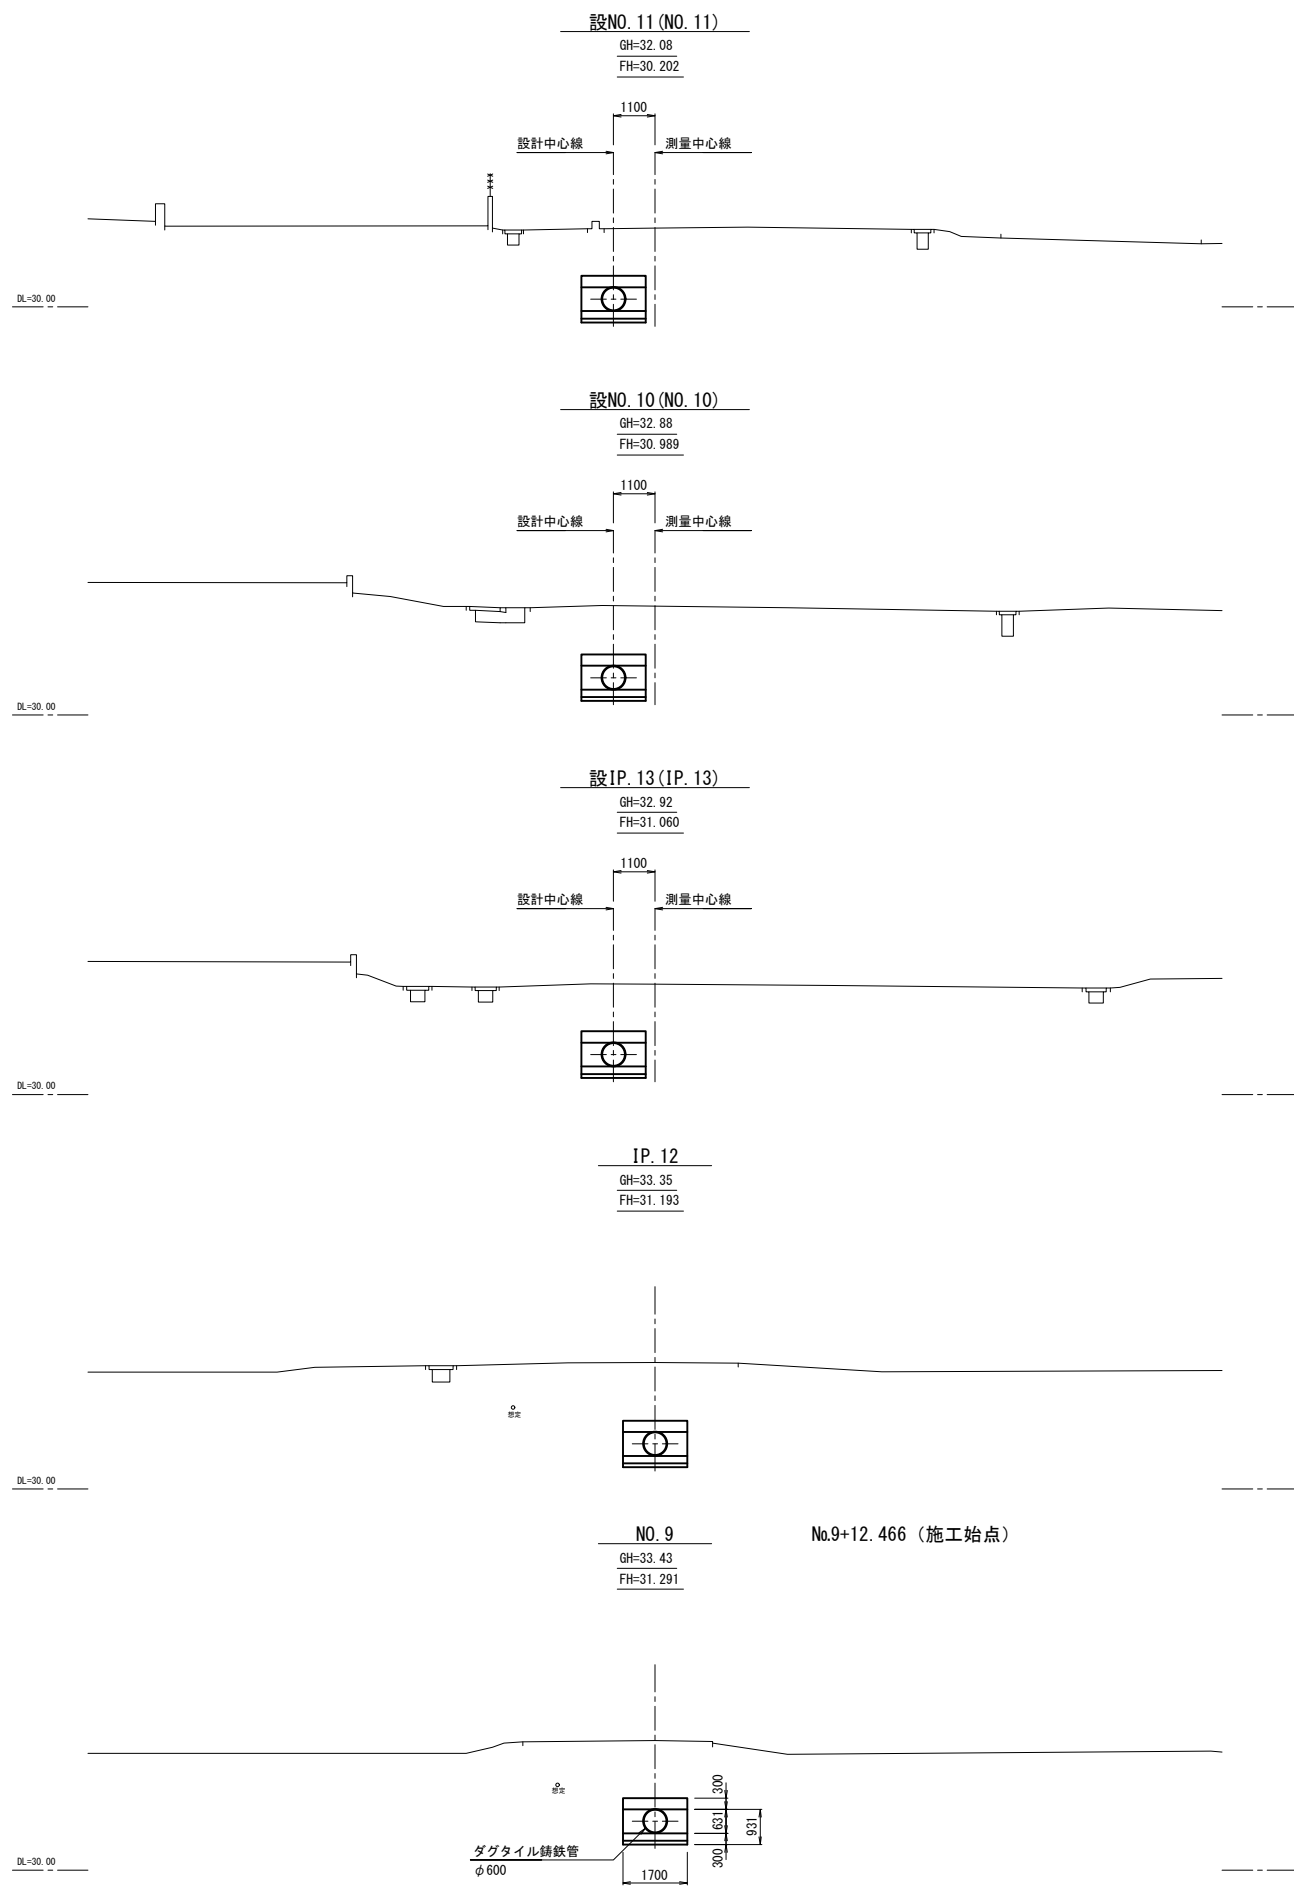 設NO.11(NO.11)
GH=32.08
FH=30.202
1100
設計中心線
測量中心線
DL=30.00
設NO.10(NO.10)
GH=32.88
FH=30.989
1100
設計中心線
測量中心線
DL=30.00
設IP.13(IP.13)
GH=32.92
FH=31.060
1100
設計中心線
測量中心線
DL=30.00
IP.12
GH=33.35
FH=31.193
想定
DL=30.00
NO.9
№9+12.466 (施工始点)
GH=33.43
FH=31.291
想定
300
631
931
300
ダグタイル鋳鉄管
φ600
1700
DL=30.00